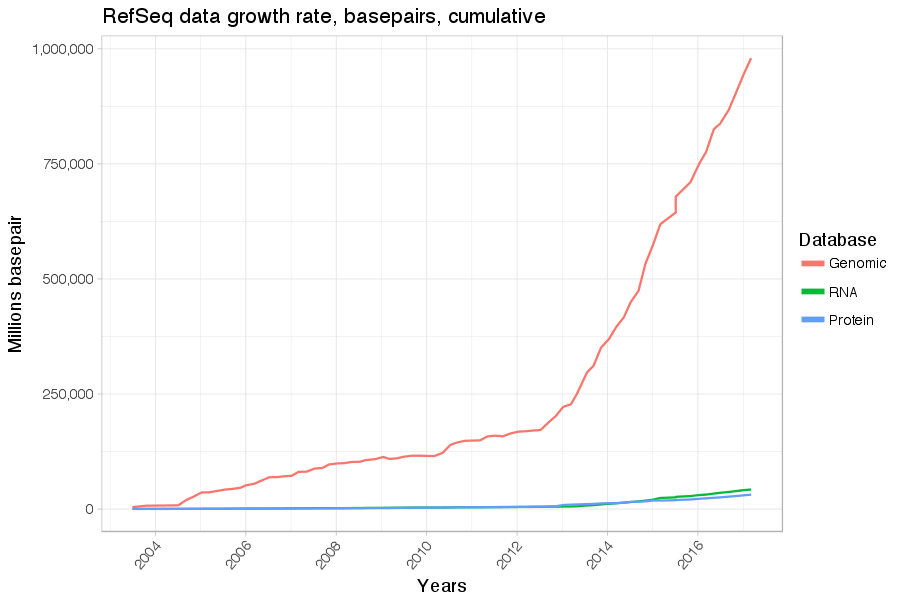 RefSeq data growth rate, basepairs, cumulative
1,000,000
750,000
500,000
250,000
0
Millions basepair
2004
2006
2008
2010
2012
2014
2016
Years
Database
Genomic
RNA
Protein